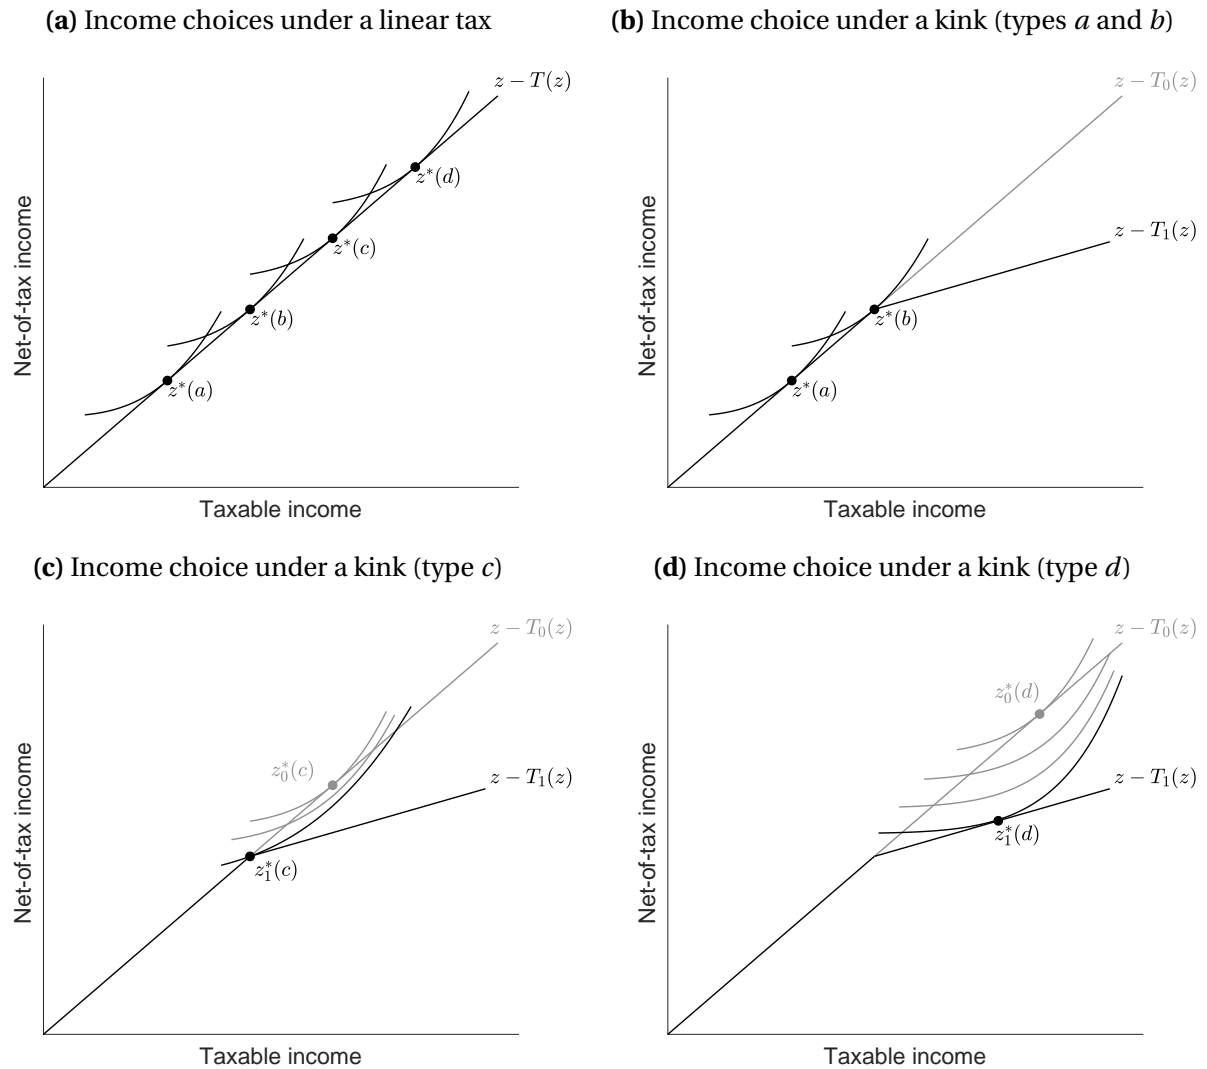 (a) Income choices under a linear tax
z − T(z)
z*(d)
z*(c)
z*(b)
z*(a)
Net-of-tax income
Taxable income
(b) Income choice under a kink (types a and b)
z − T₀(z)
z − T₁(z)
z*(b)
z*(a)
Net-of-tax income
Taxable income
(c) Income choice under a kink (type c)
z − T₀(z)
z₀*(c)
z − T₁(z)
z₁*(c)
Net-of-tax income
Taxable income
(d) Income choice under a kink (type d)
z − T₀(z)
z₀*(d)
z − T₁(z)
z₁*(d)
Net-of-tax income
Taxable income